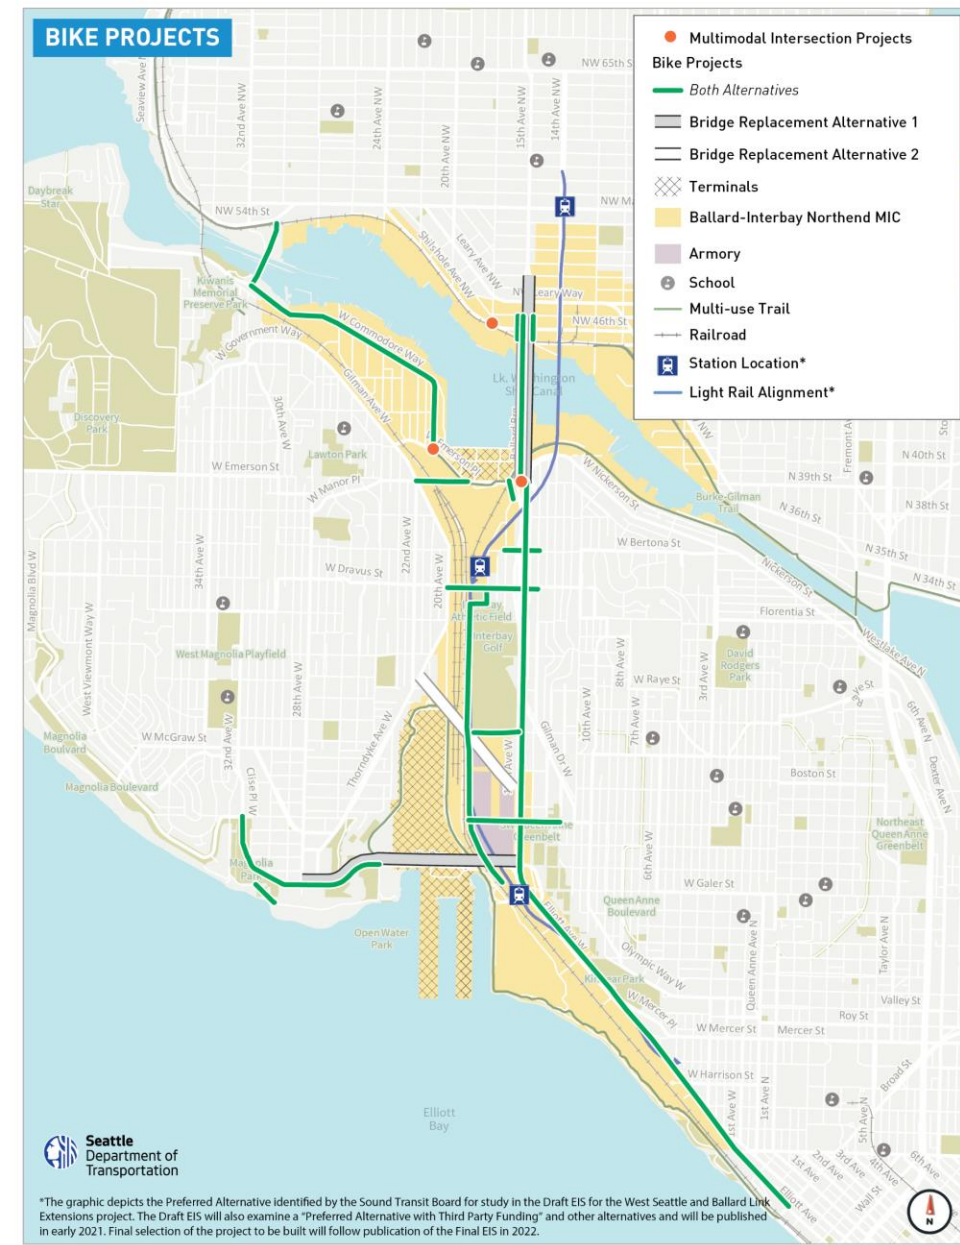 BIKE PROJECTS
Multimodal Intersection Projects
Bike Projects
Both Alternatives
Bridge Replacement Alternative 1
Bridge Replacement Alternative 2
Terminals
Ballard-Interbay Northend MIC
Armory
School
Multi-use Trail
Railroad
Station Location*
Light Rail Alignment*
Seaview Ave
32nd Ave NW
24th Ave NW
20th Ave NW
15th Ave NW
14th Ave NW
NW 65th St
Daybreak
Star
NW 54th St
NW
Shilshole Ave NW
Leary Ave NW
Leary Way
NW 46th St
Kiwanis
Memorial
Preserve Park
W Government Way
W Commodore Way
Gilman Ave W
Lk.
Canal
Discovery
Park
30th Ave W
Lawton Park
W Emerson St
W Manor Pl
Emerson Pl
W Nickerson St
Burke-Gilman
Trail
NW
Fremont
N 40th St
N 39th St
N 38th St
N 36th St
N 35th St
N 34th St
34th Ave W
22nd Ave W
20th Ave W
W Dravus St
W Bertona St
Nickerson St
Florentia St
Westlake Ave N
Magnolia Blvd W
West Viewmont Way W
West Magnolia Playfield
28th Ave W
Athletic Field
Interbay
Golf
8th Ave W
3rd Ave W
David
Rodgers
Park
W Raye St
10th Ave W
7th Ave W
6th Ave N
Dexter Ave N
W McGraw St
32nd Ave W
Thorndyke Ave W
Gilman Dr W
Ave W
Boston St
Magnolia
Boulvard
Magnolia Boulevard
Clise Pl W
Greenbelt
Northeast
Queen Anne
Greenbelt
6th Ave W
Magnolia
Park
W Galer St
Queen Anne
Boulevard
Elliott Ave W
Open Water
Park
Olympic Way W
Queen Anne Ave N
Taylor Ave N
Park
W Mercer Pl
Valley St
Roy St
W Mercer St
Mercer St
W Harrison St
Broad St
1st Ave W
1st Ave N
5th Ave N
Elliott
Bay
1st Ave
2nd Ave
3rd Ave
4th Ave
6th Ave
Wall St
Elliott Ave
Seattle
Department of
Transportation
N
*The graphic depicts the Preferred Alternative identified by the Sound Transit Board for study in the Draft EIS for the West Seattle and Ballard Link
Extensions project. The Draft EIS will also examine a "Preferred Alternative with Third Party Funding" and other alternatives and will be published
in early 2021. Final selection of the project to be built will follow publication of the Final EIS in 2022.